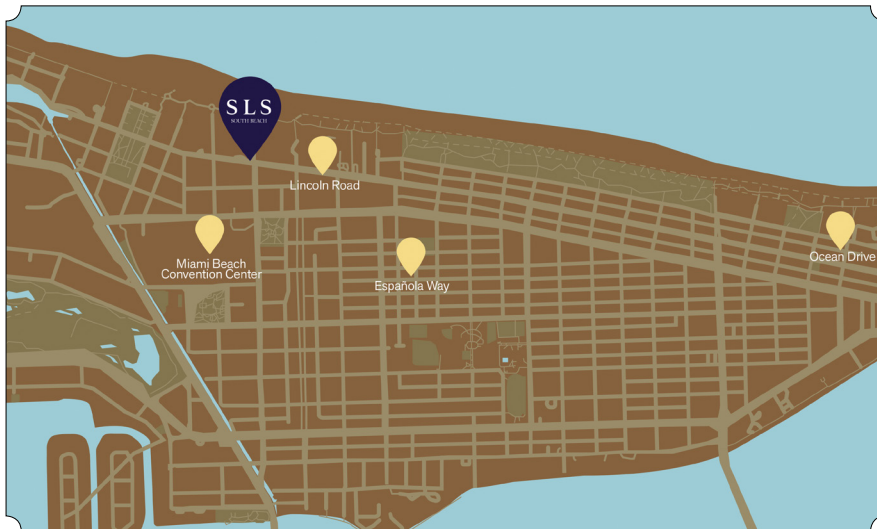 SLS
SOUTH BEACH
Lincoln Road
Miami Beach
Convention Center
Española Way
Ocean Drive